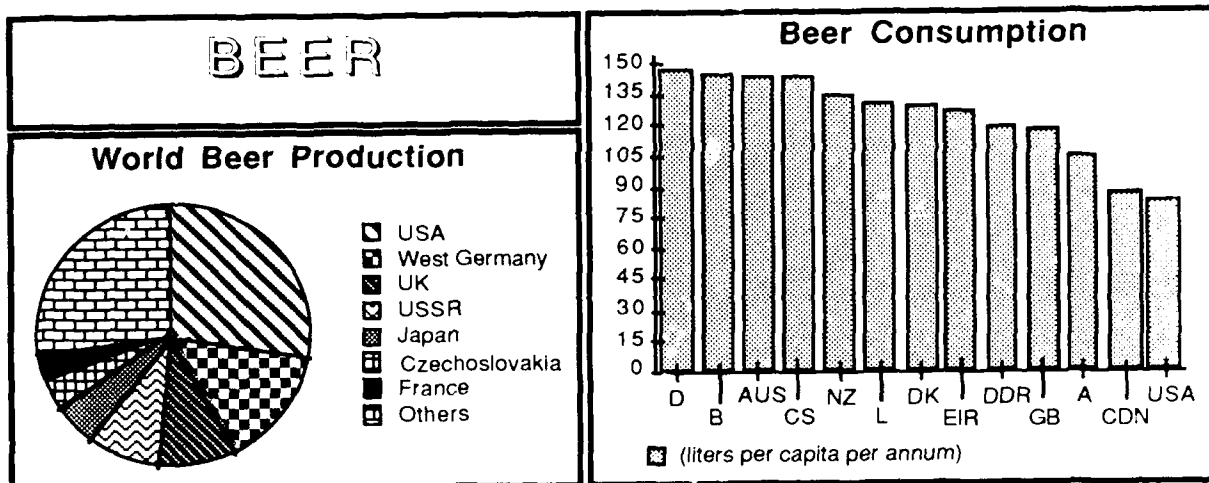 BEER
World Beer Production
USA
West Germany
UK
USSR
Japan
Czechoslovakia
France
Others
Beer Consumption
150
135
120
105
90
75
60
45
30
15
0
D B AUS CS NZ L DK EIR DDR GB A CDN USA
(liters per capita per annum)